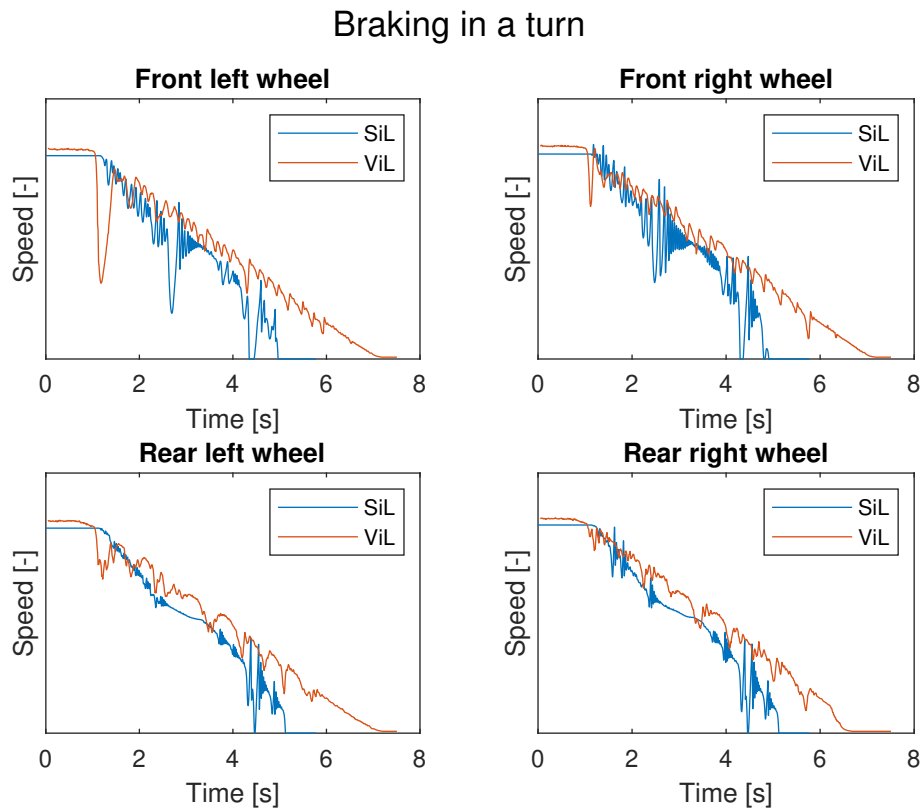 Braking in a turn
Front left wheel
Front right wheel
SiL
ViL
SiL
ViL
Speed [-]
Speed [-]
0 2 4 6 8
0 2 4 6 8
Time [s]
Time [s]
Rear left wheel
Rear right wheel
SiL
ViL
SiL
ViL
Speed [-]
Speed [-]
0 2 4 6 8
0 2 4 6 8
Time [s]
Time [s]